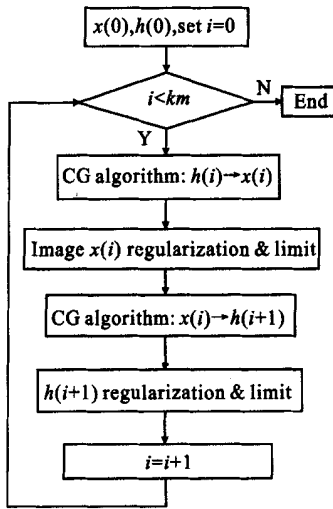 x(0),h(0),set i=0
i<km
N
End
Y
CG algorithm: h(i)→x(i)
Image x(i) regularization & limit
CG algorithm: x(i)→h(i+1)
h(i+1) regularization & limit
i=i+1